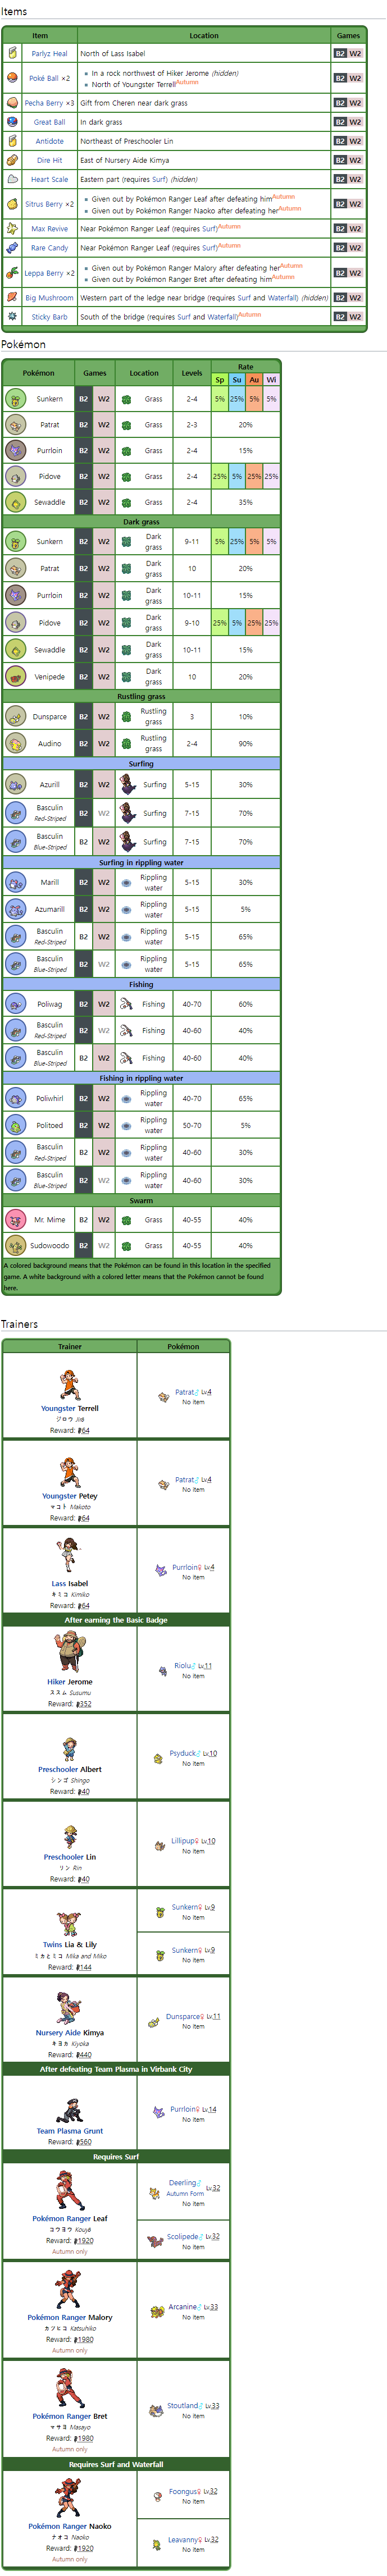 Items
Item Location Games
Parlyz Heal North of Lass Isabel B2 W2
Poké Ball ×2
In a rock northwest of Hiker Jerome (hidden)
North of Youngster Terrell Autumn
B2 W2
Pecha Berry ×3 Gift from Cheren near dark grass B2 W2
Great Ball In dark grass B2 W2
Antidote Northeast of Preschooler Lin B2 W2
Dire Hit East of Nursery Aide Kimya B2 W2
Heart Scale Eastern part (requires Surf) (hidden) B2 W2
Sitrus Berry ×2
Given out by Pokémon Ranger Leaf after defeating him Autumn
Given out by Pokémon Ranger Naoko after defeating her Autumn
B2 W2
Max Revive Near Pokémon Ranger Leaf (requires Surf) Autumn B2 W2
Rare Candy Near Pokémon Ranger Leaf (requires Surf) Autumn B2 W2
Leppa Berry ×2
Given out by Pokémon Ranger Malory after defeating her Autumn
Given out by Pokémon Ranger Bret after defeating him Autumn
B2 W2
Big Mushroom Western part of the ledge near bridge (requires Surf and Waterfall) (hidden) B2 W2
Sticky Barb South of the bridge (requires Surf and Waterfall) Autumn B2 W2
Pokémon
Pokémon Games Location Levels Rate
Sp Su Au Wi
Sunkern B2 W2 Grass 2-4 5% 25% 5% 5%
Patrat B2 W2 Grass 2-3 20%
Purrloin B2 W2 Grass 2-4 15%
Pidove B2 W2 Grass 2-4 25% 5% 25% 25%
Sewaddle B2 W2 Grass 2-4 35%
Dark grass
Sunkern B2 W2 Dark grass 9-11 5% 25% 5% 5%
Patrat B2 W2 Dark grass 10 20%
Purrloin B2 W2 Dark grass 10-11 15%
Pidove B2 W2 Dark grass 9-10 25% 5% 25% 25%
Sewaddle B2 W2 Dark grass 10-11 15%
Venipede B2 W2 Dark grass 10 20%
Rustling grass
Dunsparce B2 W2 Rustling grass 3 10%
Audino B2 W2 Rustling grass 2-4 90%
Surfing
Azurill B2 W2 Surfing 5-15 30%
Basculin Red-Striped B2 W2 Surfing 7-15 70%
Basculin Blue-Striped B2 W2 Surfing 7-15 70%
Surfing in rippling water
Marill B2 W2 Rippling water 5-15 30%
Azumarill B2 W2 Rippling water 5-15 5%
Basculin Red-Striped B2 W2 Rippling water 5-15 65%
Basculin Blue-Striped B2 W2 Rippling water 5-15 65%
Fishing
Poliwag B2 W2 Fishing 40-70 60%
Basculin Red-Striped B2 W2 Fishing 40-60 40%
Basculin Blue-Striped B2 W2 Fishing 40-60 40%
Fishing in rippling water
Poliwhirl B2 W2 Rippling water 40-70 65%
Politoed B2 W2 Rippling water 50-70 5%
Basculin Red-Striped B2 W2 Rippling water 40-60 30%
Basculin Blue-Striped B2 W2 Rippling water 40-60 30%
Swarm
Mr. Mime B2 W2 Grass 40-55 40%
Sudowoodo B2 W2 Grass 40-55 40%
A colored background means that the Pokémon can be found in this location in the specified
game. A white background with a colored letter means that the Pokémon cannot be found
here.
Trainers
Trainer Pokémon
Youngster Terrell
ジロウ Jirō
Reward: 64
Patrat♂ Lv.4
No item
Youngster Petey
マコト Makoto
Reward: 64
Patrat♂ Lv.4
No item
Lass Isabel
キミコ Kimiko
Reward: 64
Purrloin♀ Lv.4
No item
After earning the Basic Badge
Hiker Jerome
ススム Susumu
Reward: 352
Riolu♂ Lv.11
No item
Preschooler Albert
シンゴ Shingo
Reward: 40
Psyduck♂ Lv.10
No item
Preschooler Lin
リン Rin
Reward: 40
Lillipup♀ Lv.10
No item
Twins Lia & Lily
ミカとミコ Mika and Miko
Reward: 144
Sunkern♀ Lv.9
No item
Sunkern♀ Lv.9
No item
Nursery Aide Kimya
キヨカ Kiyoka
Reward: 440
Dunsparce♀ Lv.11
No item
After defeating Team Plasma in Virbank City
Team Plasma Grunt
Reward: 560
Purrloin♀ Lv.14
No item
Requires Surf
Pokémon Ranger Leaf
コウヨウ Kouyō
Reward: 1920
Autumn only
Deerling♂ Lv.32
Autumn Form
No item
Scolipede♂ Lv.32
No item
Pokémon Ranger Malory
カツヒコ Katsuhiko
Reward: 1980
Autumn only
Arcanine♂ Lv.33
No item
Pokémon Ranger Bret
マサヨ Masayo
Reward: 1980
Autumn only
Stoutland♂ Lv.33
No item
Requires Surf and Waterfall
Pokémon Ranger Naoko
ナオコ Naoko
Reward: 1920
Autumn only
Foongus♀ Lv.32
No item
Leavanny♀ Lv.32
No item